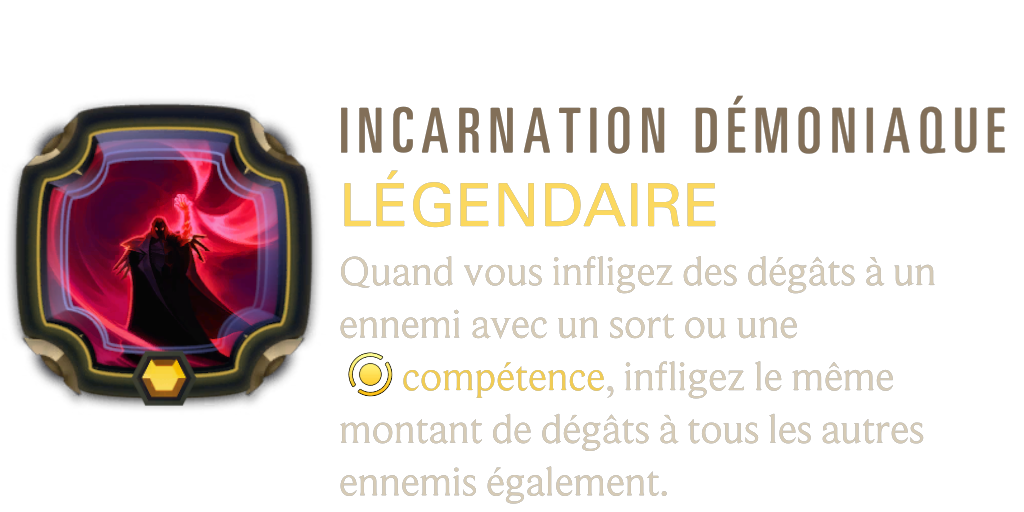 INCARNATION DÉMONIAQUE
LÉGENDAIRE
Quand vous infligez des dégâts à un
ennemi avec un sort ou une
compétence, infligez le même
montant de dégâts à tous les autres
ennemis également.